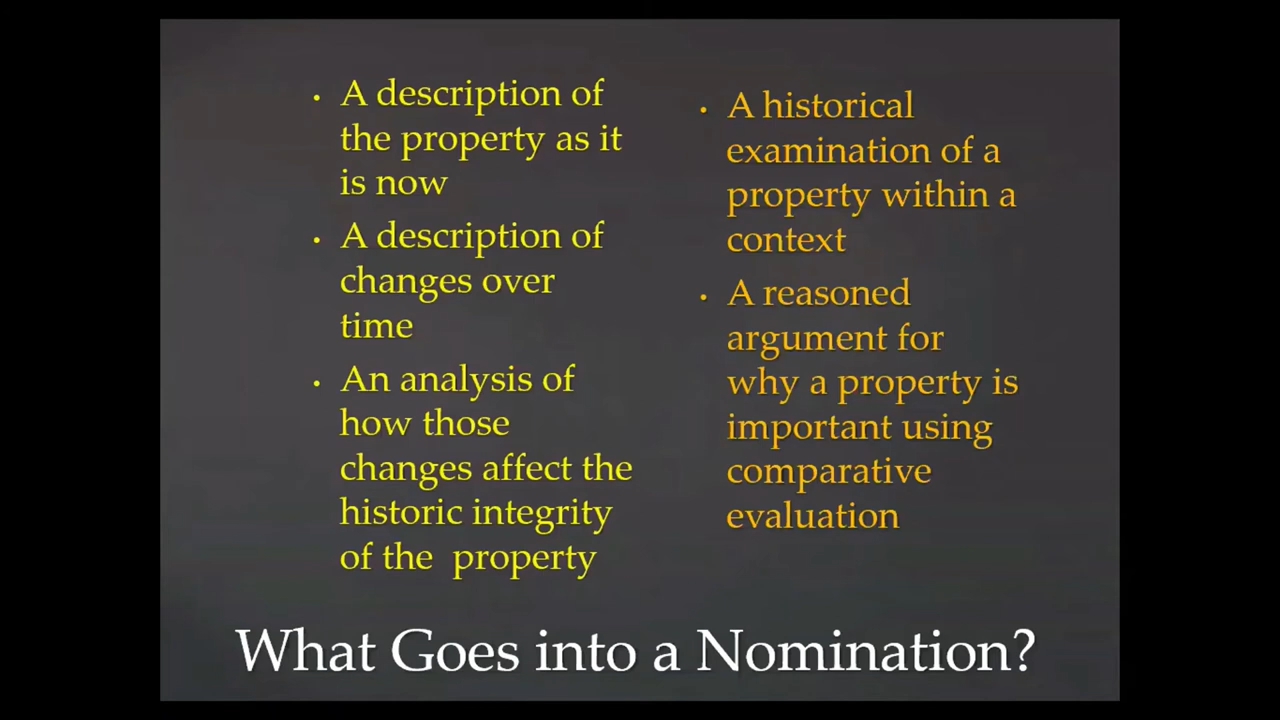 • A description of
the property as it
is now
• A description of
changes over
time
• An analysis of
how those
changes affect the
historic integrity
of the  property
• A historical
examination of a
property within a
context
• A reasoned
argument for
why a property is
important using
comparative
evaluation
What Goes into a Nomination?